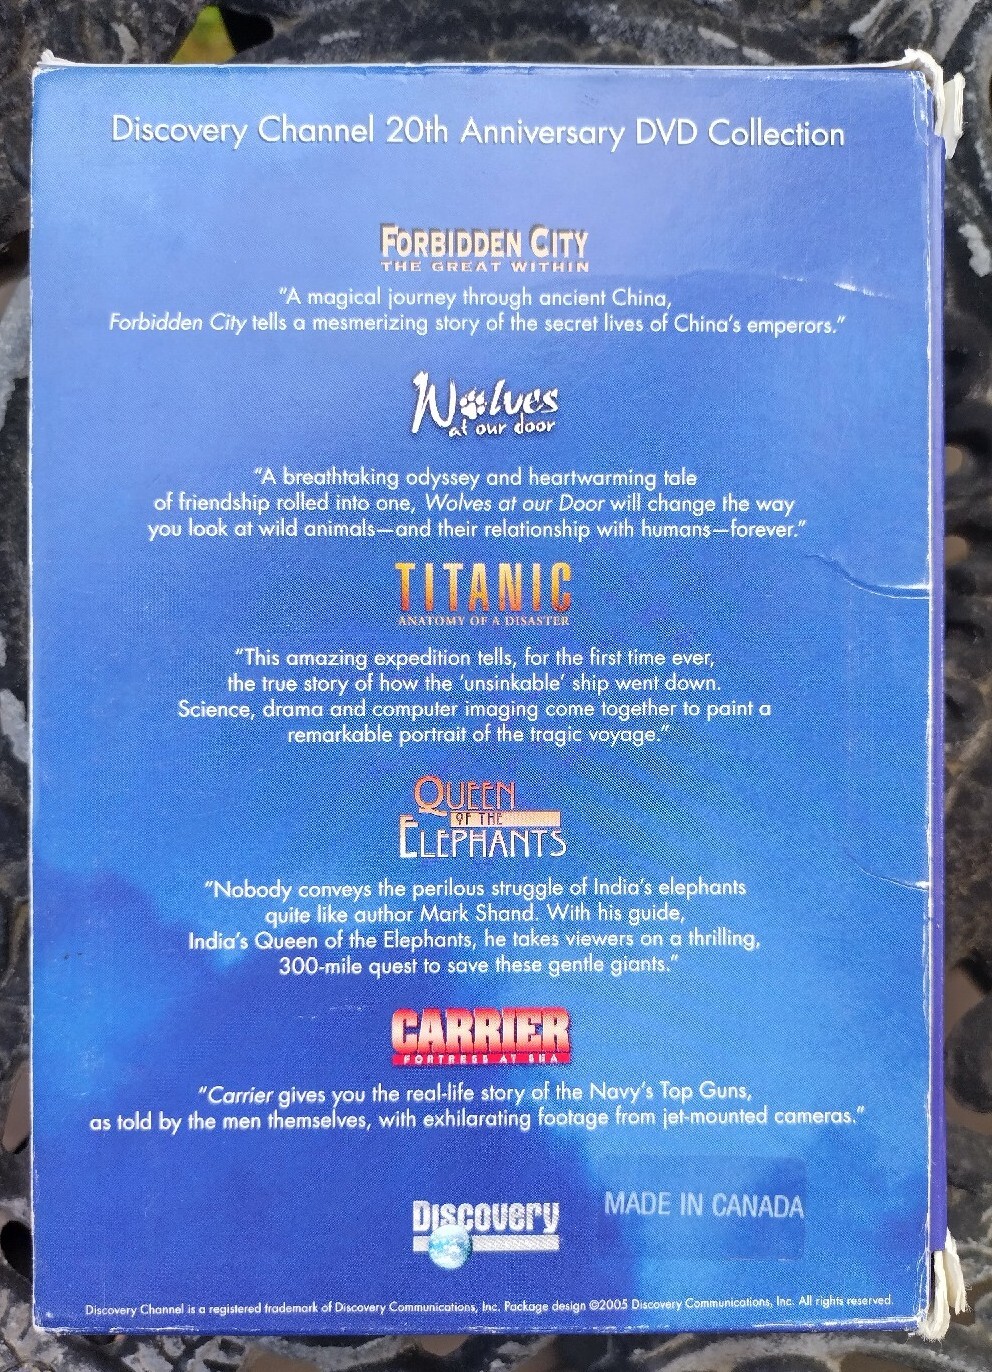 Discovery Channel 20th Anniversary DVD Collection
FORBIDDEN CITY
THE GREAT WITHIN
“A magical journey through ancient China,
Forbidden City tells a mesmerizing story of the secret lives of China’s emperors.”
Wolves
at our door
“A breathtaking odyssey and heartwarming tale
of friendship rolled into one, Wolves at our Door will change the way
you look at wild animals—and their relationship with humans—forever.”
TITANIC
ANATOMY OF A DISASTER
“This amazing expedition tells, for the first time ever,
the true story of how the ‘unsinkable’ ship went down.
Science, drama and computer imaging come together to paint a
remarkable portrait of the tragic voyage.”
QUEEN
OF THE
ELEPHANTS
“Nobody conveys the perilous struggle of India’s elephants
quite like author Mark Shand. With his guide,
India’s Queen of the Elephants, he takes viewers on a thrilling,
300-mile quest to save these gentle giants.”
CARRIER
FORTRESS AT SEA
“Carrier gives you the real-life story of the Navy’s Top Guns,
as told by the men themselves, with exhilarating footage from jet-mounted cameras.”
Discovery
MADE IN CANADA
Discovery Channel is a registered trademark of Discovery Communications, Inc. Package design ©2005 Discovery Communications, Inc. All rights reserved.